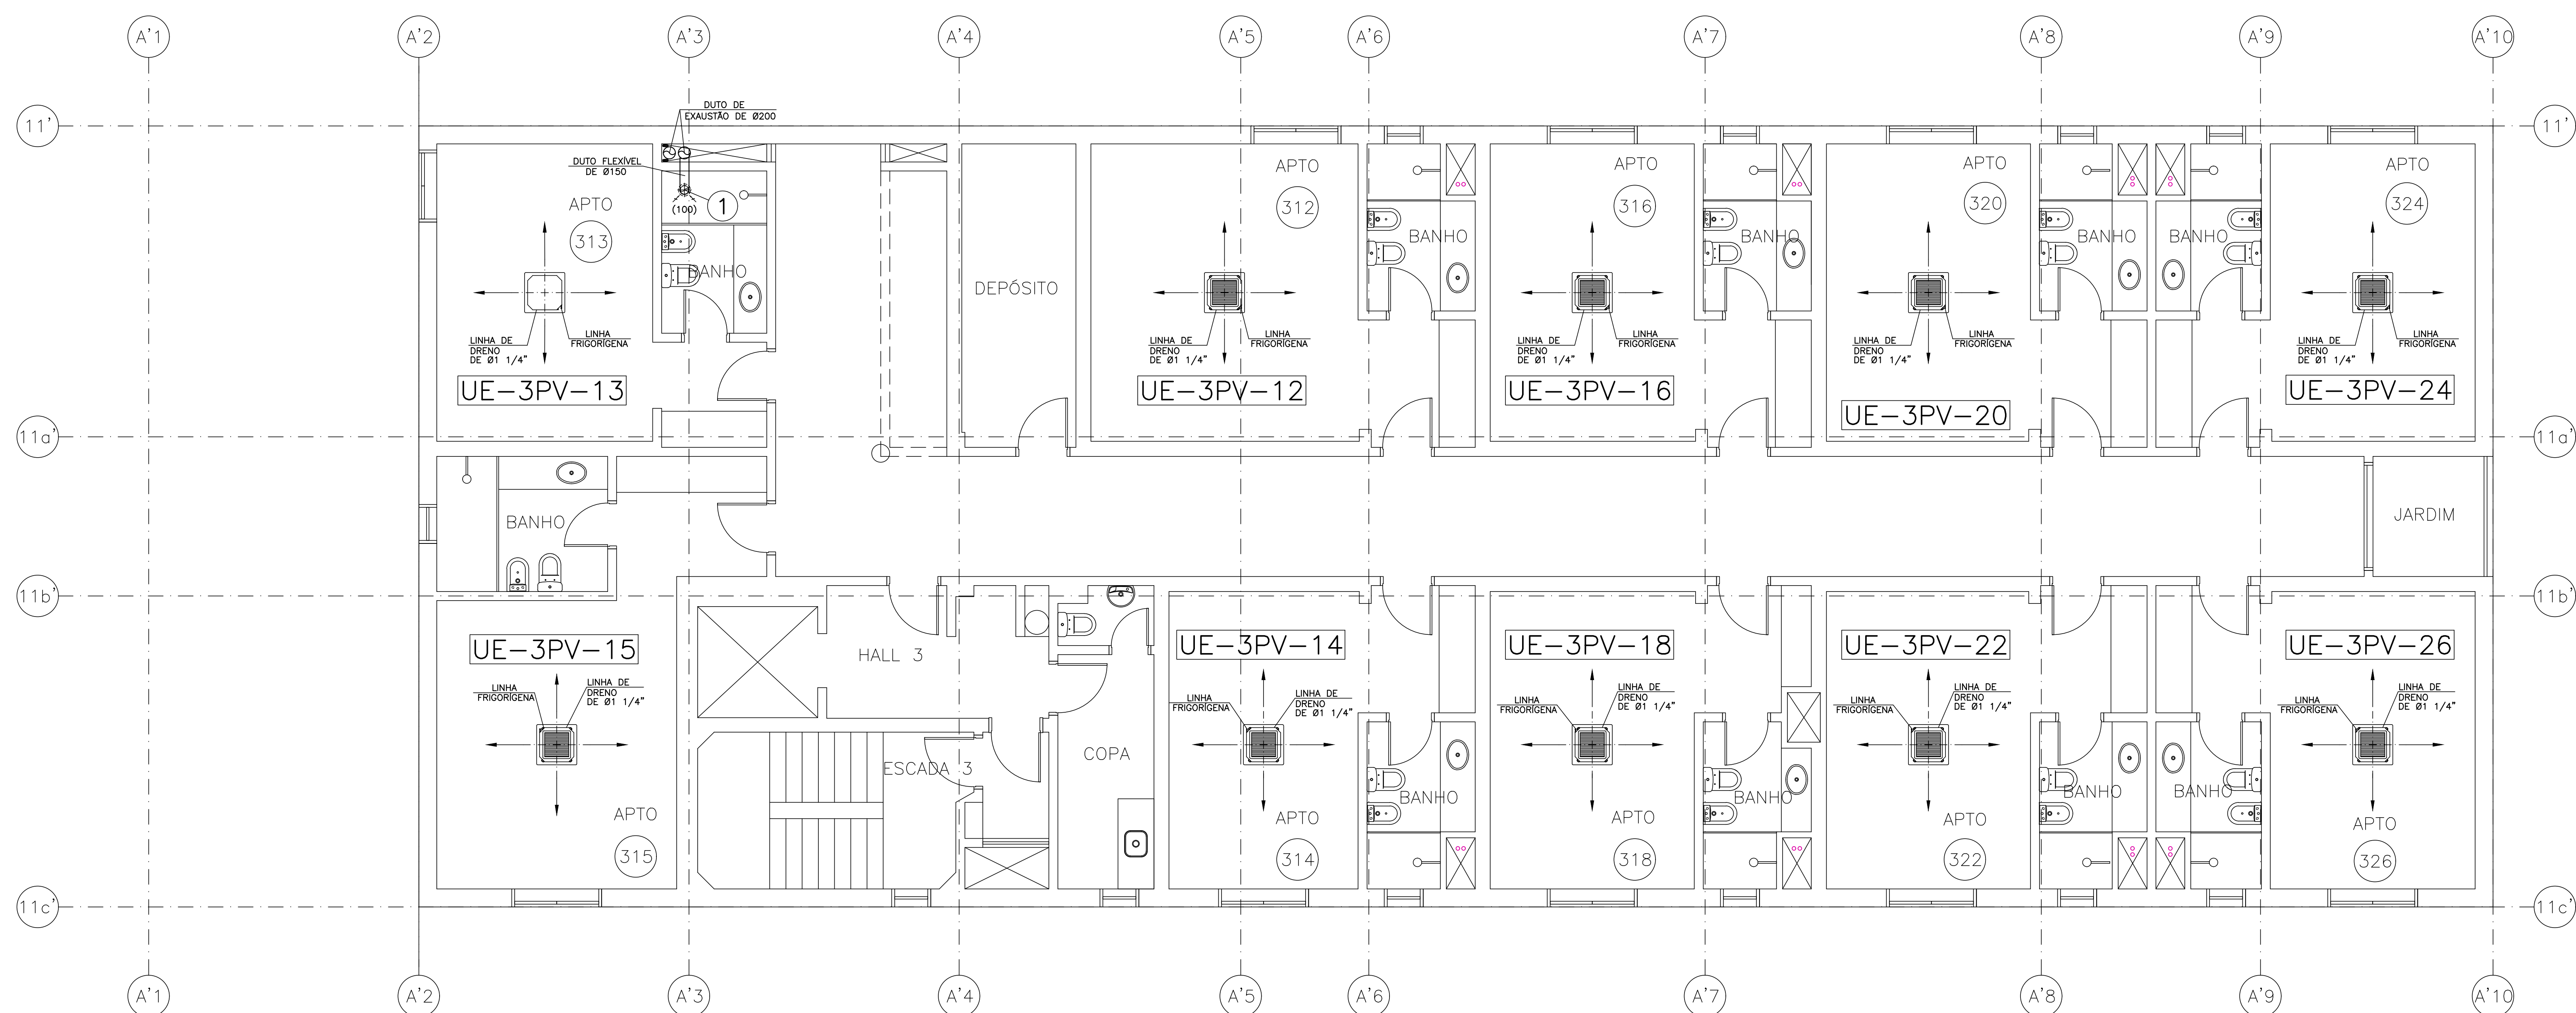 A'1
A'2
A'3
A'4
A'5
A'6
A'7
A'8
A'9
A'10
11'
11'
DUTO DE
EXAUSTÃO DE Ø200
DUTO FLEXÍVEL
DE Ø150
(100)
1
APTO
313
BANHO
LINHA DE
DRENO
DE Ø1 1/4"
LINHA
FRIGORÍGENA
UE-3PV-13
DEPÓSITO
APTO
312
LINHA DE
DRENO
DE Ø1 1/4"
LINHA
FRIGORÍGENA
UE-3PV-12
BANHO
APTO
316
LINHA DE
DRENO
DE Ø1 1/4"
LINHA
FRIGORÍGENA
UE-3PV-16
BANHO
APTO
320
LINHA DE
DRENO
DE Ø1 1/4"
LINHA
FRIGORÍGENA
UE-3PV-20
BANHO
BANHO
APTO
324
LINHA DE
DRENO
DE Ø1 1/4"
LINHA
FRIGORÍGENA
UE-3PV-24
11a'
11a'
BANHO
JARDIM
11b'
11b'
UE-3PV-15
LINHA
FRIGORÍGENA
LINHA DE
DRENO
DE Ø1 1/4"
APTO
315
HALL 3
ESCADA 3
COPA
UE-3PV-14
LINHA
FRIGORÍGENA
LINHA DE
DRENO
DE Ø1 1/4"
APTO
314
BANHO
UE-3PV-18
LINHA
FRIGORÍGENA
LINHA DE
DRENO
DE Ø1 1/4"
APTO
318
BANHO
UE-3PV-22
LINHA
FRIGORÍGENA
LINHA DE
DRENO
DE Ø1 1/4"
APTO
322
BANHO
BANHO
UE-3PV-26
LINHA
FRIGORÍGENA
LINHA DE
DRENO
DE Ø1 1/4"
APTO
326
11c'
11c'
A'1
A'2
A'3
A'4
A'5
A'6
A'7
A'8
A'9
A'10